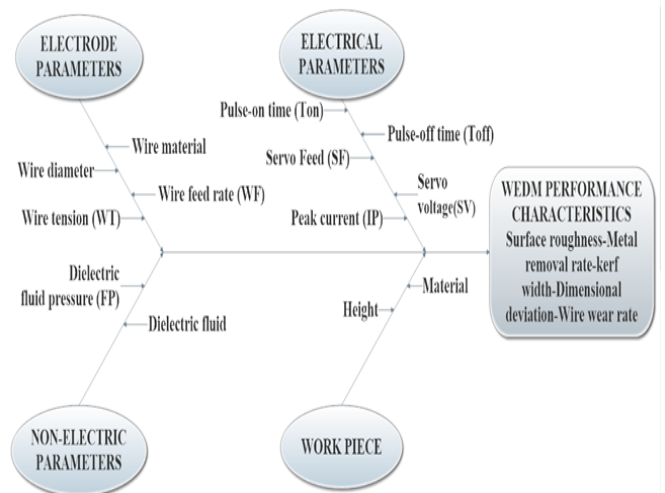 ELECTRODE
PARAMETERS
ELECTRICAL
PARAMETERS
Pulse-on time (Ton)
Pulse-off time (Toff)
Servo Feed (SF)
Servo
voltage(SV)
Peak current (IP)
Wire material
Wire diameter
Wire feed rate (WF)
Wire tension (WT)
WEDM PERFORMANCE
CHARACTERISTICS
Surface roughness-Metal
removal rate-kerf
width-Dimensional
deviation-Wire wear rate
Dielectric
fluid pressure (FP)
Dielectric fluid
Material
Height
NON-ELECTRIC
PARAMETERS
WORK PIECE